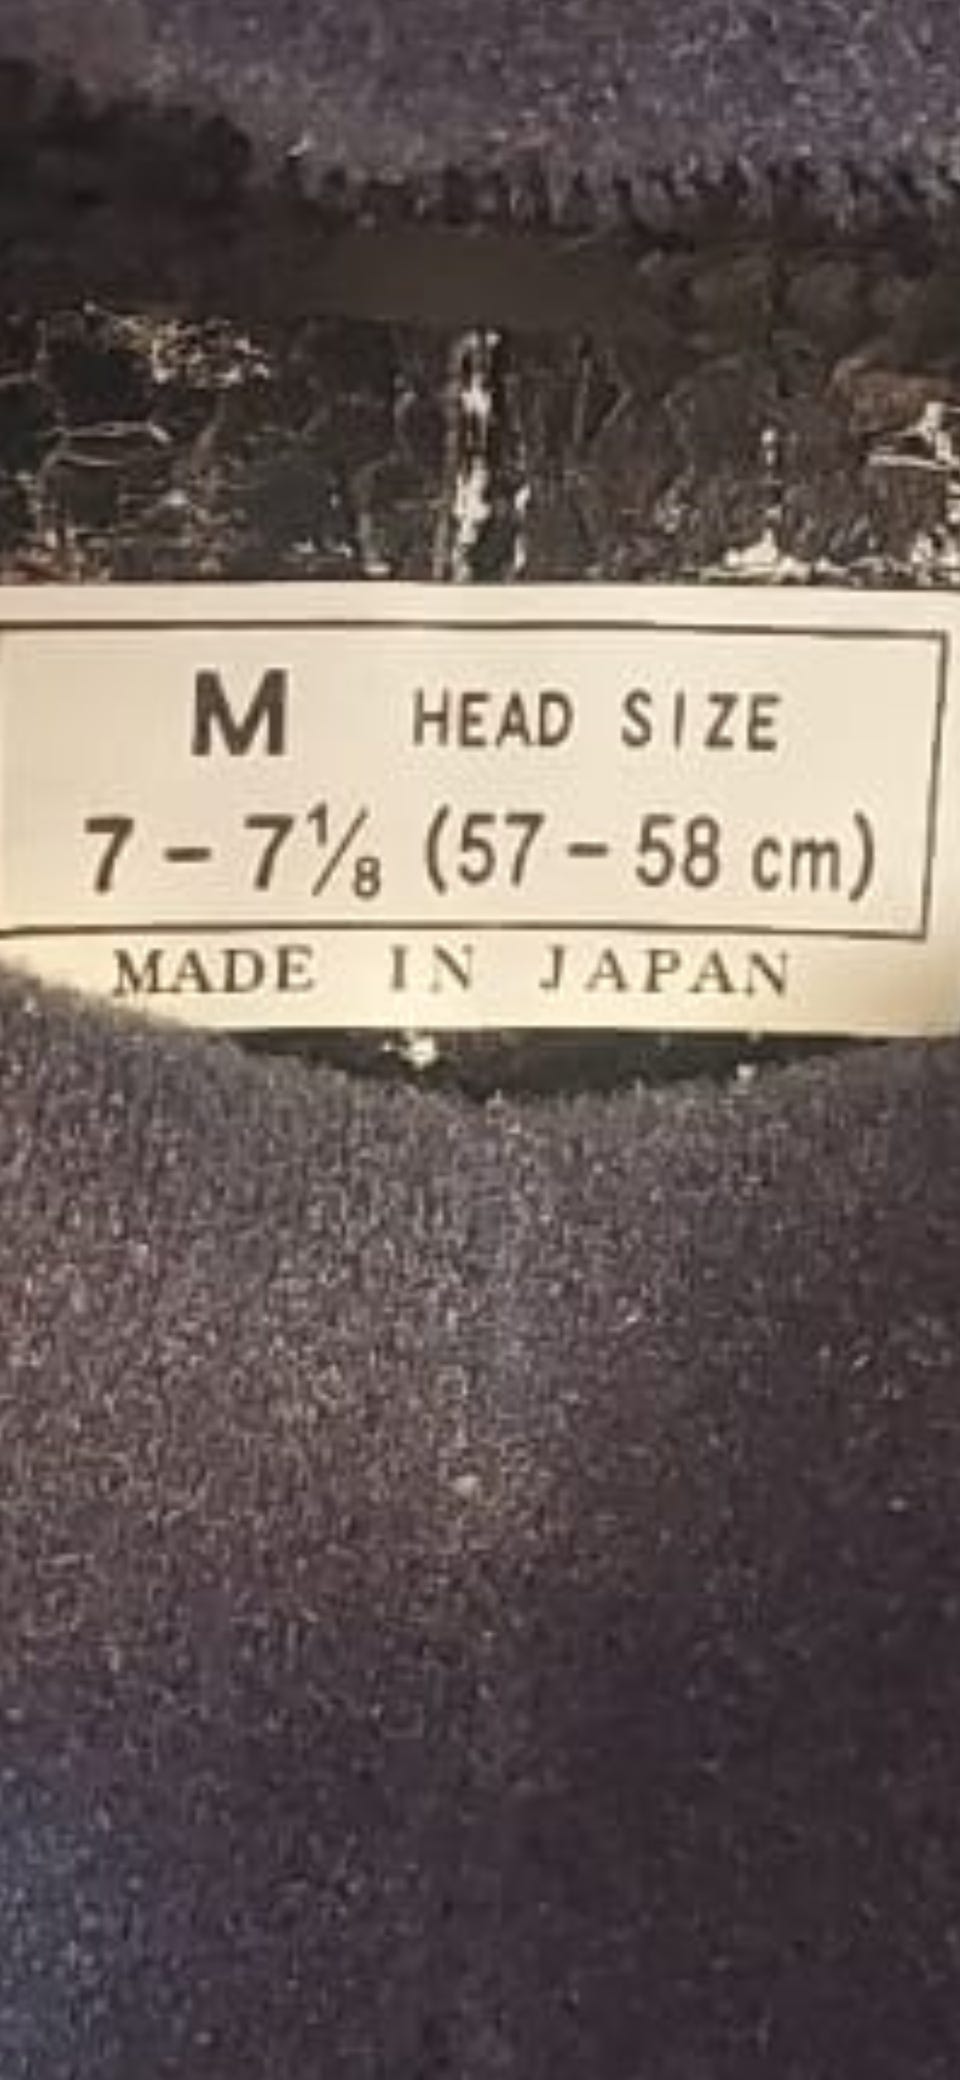 M HEAD SIZE
7 - 7⅛ (57 - 58 cm)
MADE IN JAPAN